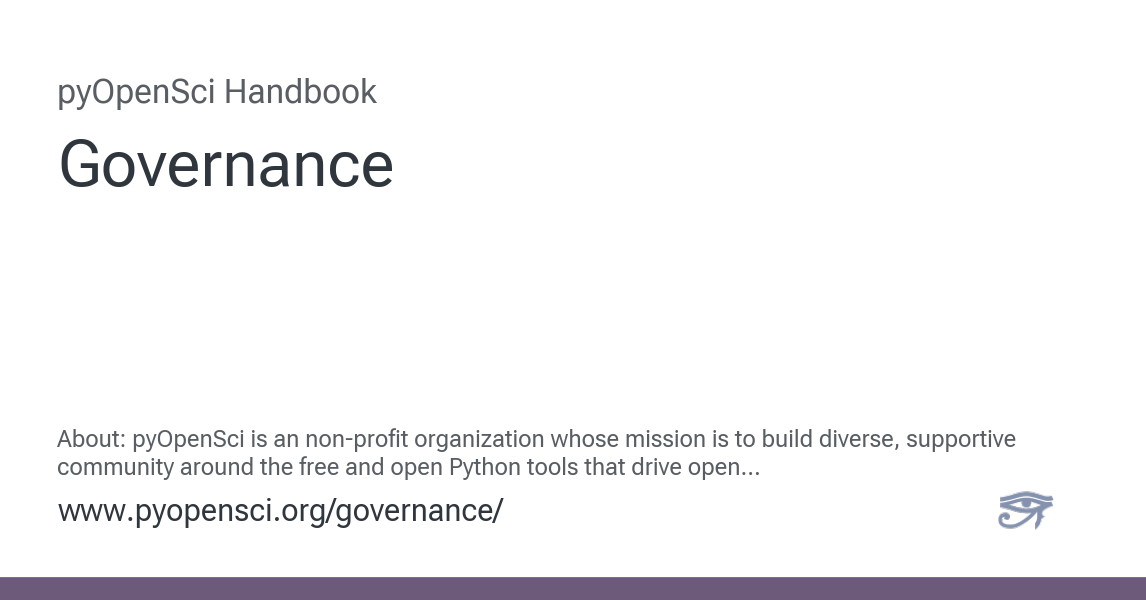 pyOpenSci Handbook
Governance
About: pyOpenSci is an non-profit organization whose mission is to build diverse, supportive
community around the free and open Python tools that drive open...
www.pyopensci.org/governance/